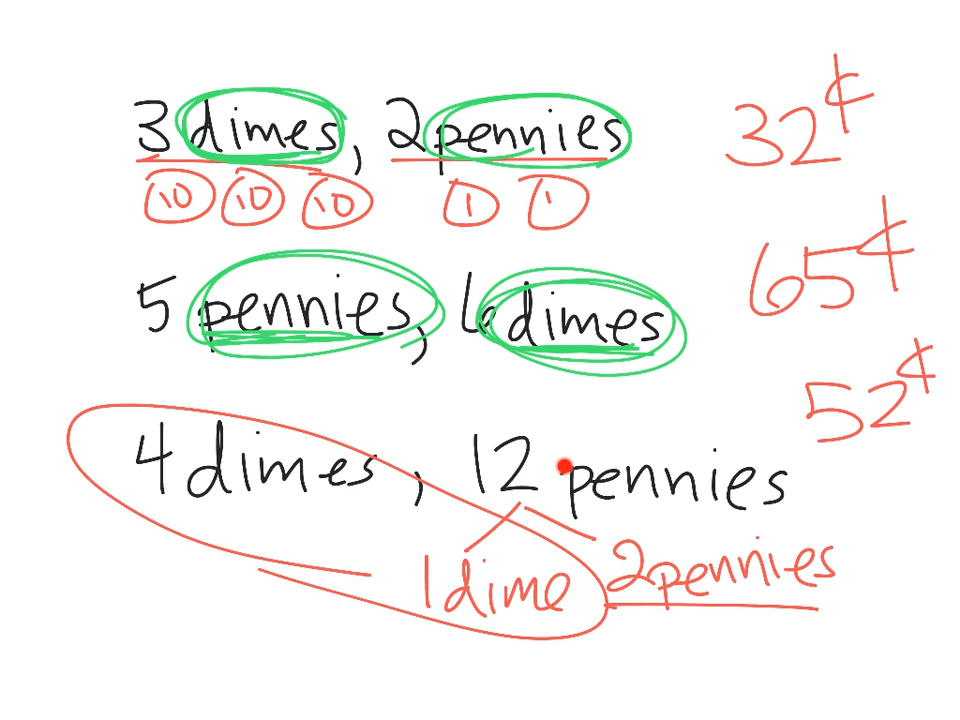 3 dimes, 2 pennies 32¢
10 10 10 1 1
5 pennies, 6 dimes 65¢
52¢
4 dimes, 12 pennies
1 dime 2 pennies